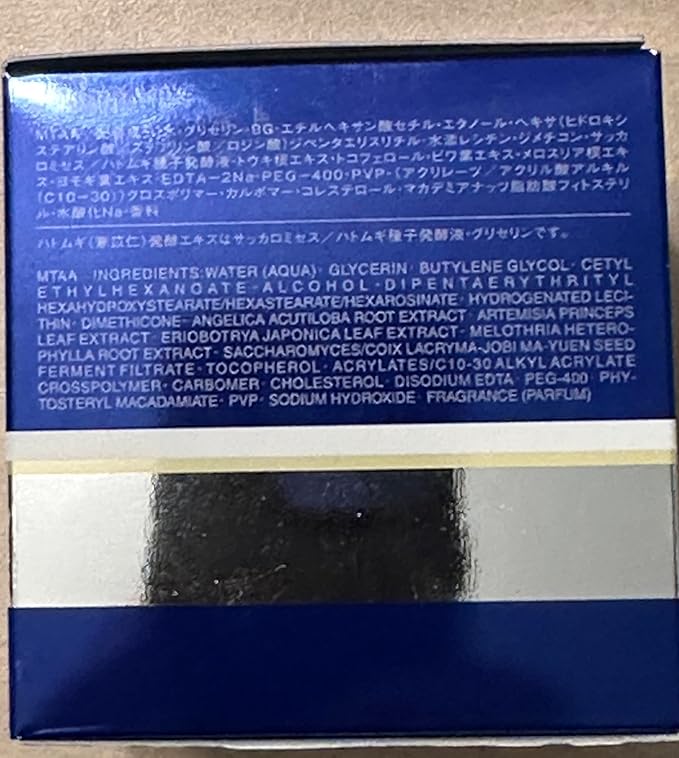 MTAA ・グリセリン・BG・エチルヘキサン酸セチル・エタノール・ヘキサ(ヒドロキシ
ステアリン酸/ステアリン酸/ロジン酸)ジペンタエリスリチル・水添レシチン・ジメチコン・サッカ
ロミセス/ハトムギ種子発酵液・トウキ根エキス・トコフェロール・ビワ葉エキス・メロスリア根エキ
ス・ヨモギ葉エキス・EDTA-2Na・PEG-400・PVP・(アクリレーツ/アクリル酸アルキル
(C10-30))クロスポリマー・カルボマー・コレステロール・マカデミアナッツ脂肪酸フィトステリ
ル・水酸化Na・香料
ハトムギ(薏苡仁)発酵エキスはサッカロミセス/ハトムギ種子発酵液・グリセリンです。
MTAA INGREDIENTS:WATER (AQUA)・GLYCERIN・BUTYLENE GLYCOL・CETYL
ETHYLHEXANOATE・ALCOHOL・DIPENTAERYTHRITYL
HEXAHYDROXYSTEARATE/HEXASTEARATE/HEXAROSINATE・HYDROGENATED LECI-
THIN・DIMETHICONE・ANGELICA ACUTILOBA ROOT EXTRACT・ARTEMISIA PRINCEPS
LEAF EXTRACT・ERIOBOTRYA JAPONICA LEAF EXTRACT・MELOTHRIA HETERO-
PHYLLA ROOT EXTRACT・SACCHAROMYCES/COIX LACRYMA-JOBI MA-YUEN SEED
FERMENT FILTRATE・TOCOPHEROL・ACRYLATES/C10-30 ALKYL ACRYLATE
CROSSPOLYMER・CARBOMER・CHOLESTEROL・DISODIUM EDTA・PEG-400・PHY-
TOSTERYL MACADAMIATE・PVP・SODIUM HYDROXIDE・FRAGRANCE (PARFUM)